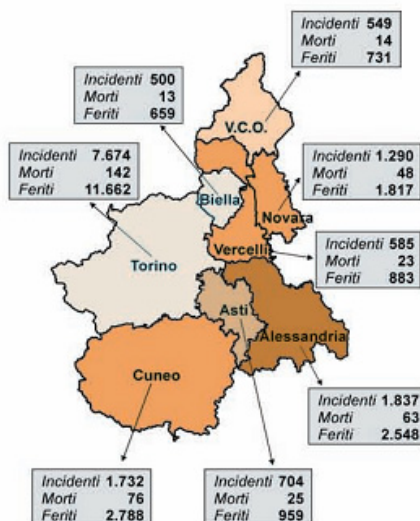 Incidenti 549
Morti 14
Feriti 731
Incidenti 500
Morti 13
Feriti 659
V.C.O.
Incidenti 7.674
Morti 142
Feriti 11.662
Incidenti 1.290
Morti 48
Feriti 1.817
Biella
Novara
Vercelli
Incidenti 585
Morti 23
Feriti 883
Torino
Asti
Alessandria
Cuneo
Incidenti 1.837
Morti 63
Feriti 2.548
Incidenti 1.732
Morti 76
Feriti 2.788
Incidenti 704
Morti 25
Feriti 959